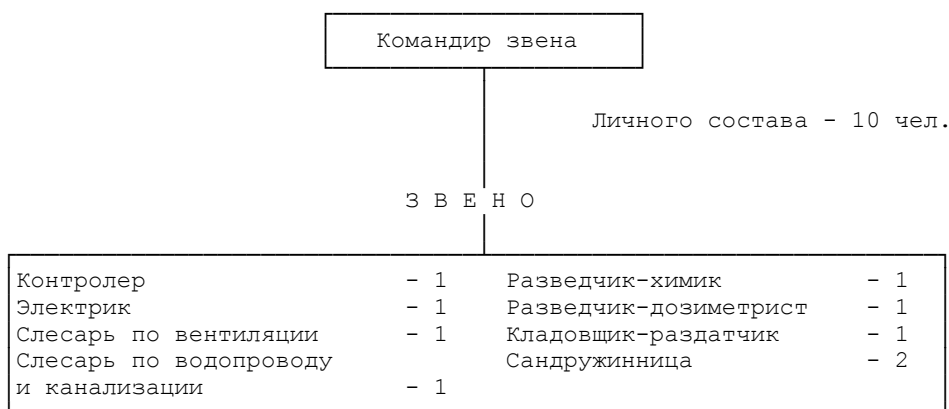 Командир звена
Личного состава - 10 чел.
З В Е Н О
Контролер - 1 Разведчик-химик - 1
Электрик - 1 Разведчик-дозиметрист - 1
Слесарь по вентиляции - 1 Кладовщик-раздатчик - 1
Слесарь по водопроводу Сандружинница - 2
и канализации - 1